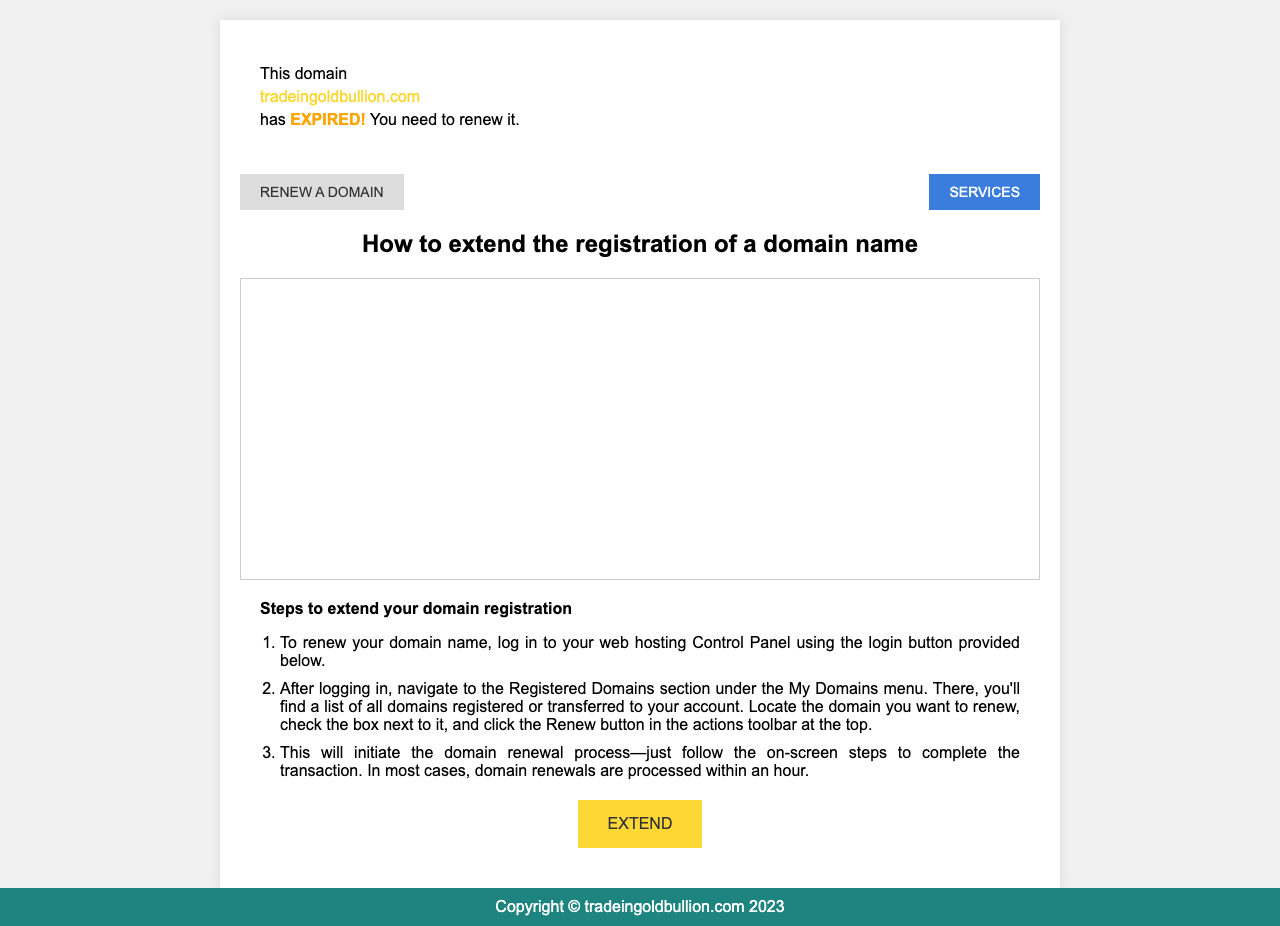 This domain
tradeingoldbullion.com
has EXPIRED! You need to renew it.
RENEW A DOMAIN
SERVICES
How to extend the registration of a domain name
Steps to extend your domain registration
1. To renew your domain name, log in to your web hosting Control Panel using the login button provided
below.
2. After logging in, navigate to the Registered Domains section under the My Domains menu. There, you'll
find a list of all domains registered or transferred to your account. Locate the domain you want to renew,
check the box next to it, and click the Renew button in the actions toolbar at the top.
3. This will initiate the domain renewal process—just follow the on-screen steps to complete the
transaction. In most cases, domain renewals are processed within an hour.
EXTEND
Copyright © tradeingoldbullion.com 2023